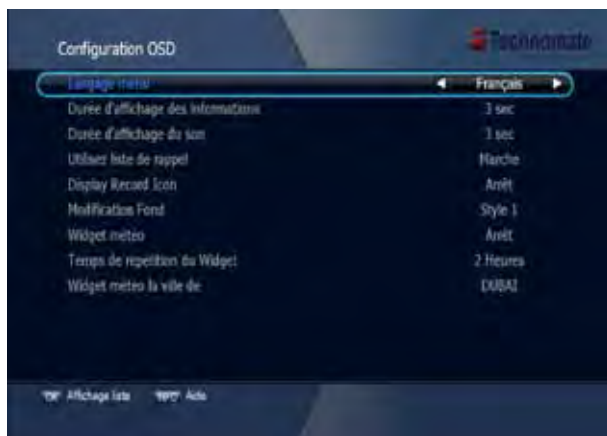 Configuration OSD
Technomate
Langage menu Français
Durée d'affichage des informations 3 sec
Durée d'affichage du son 3 sec
Utiliser liste de rappel Marche
Display Record Icon Arrêt
Modification Fond Style 1
Widget météo Arrêt
Temps de repetition du Widget 2 Heures
Widget méteo la ville de DUBAI
Affichage liste Aide